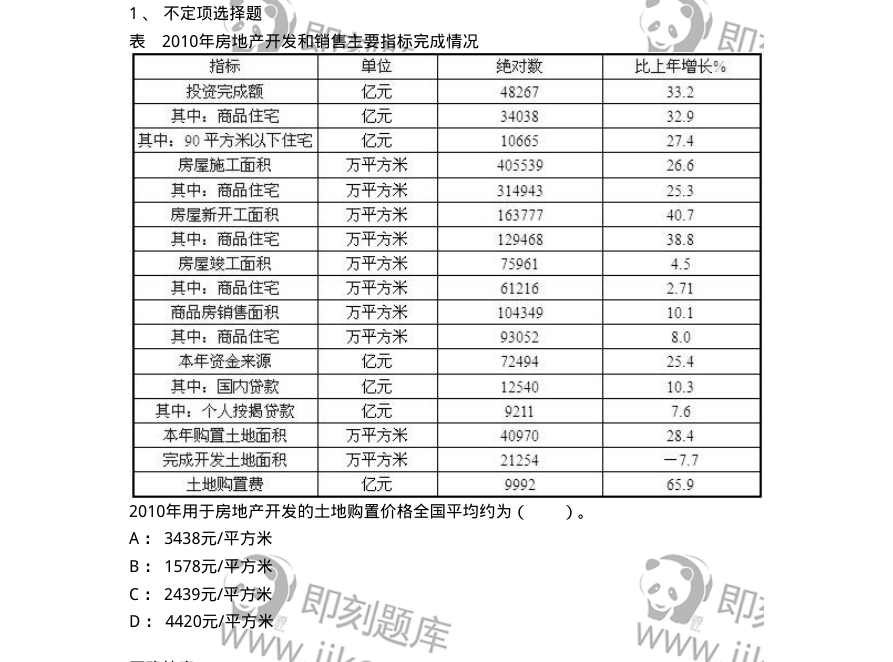 1 、 不定项选择题
表　2010年房地产开发和销售主要指标完成情况
指标 单位 绝对数 比上年增长%
投资完成额 亿元 48267 33.2
其中：商品住宅 亿元 34038 32.9
其中：90 平方米以下住宅 亿元 10665 27.4
房屋施工面积 万平方米 405539 26.6
其中：商品住宅 万平方米 314943 25.3
房屋新开工面积 万平方米 163777 40.7
其中：商品住宅 万平方米 129468 38.8
房屋竣工面积 万平方米 75961 4.5
其中：商品住宅 万平方米 61216 2.71
商品房销售面积 万平方米 104349 10.1
其中：商品住宅 万平方米 93052 8.0
本年资金来源 亿元 72494 25.4
其中：国内贷款 亿元 12540 10.3
其中：个人按揭贷款 亿元 9211 7.6
本年购置土地面积 万平方米 40970 28.4
完成开发土地面积 万平方米 21254 －7.7
土地购置费 亿元 9992 65.9
2010年用于房地产开发的土地购置价格全国平均约为（　　）。
A ： 3438元/平方米
B ： 1578元/平方米
C ： 2439元/平方米
D ： 4420元/平方米
即刻题库